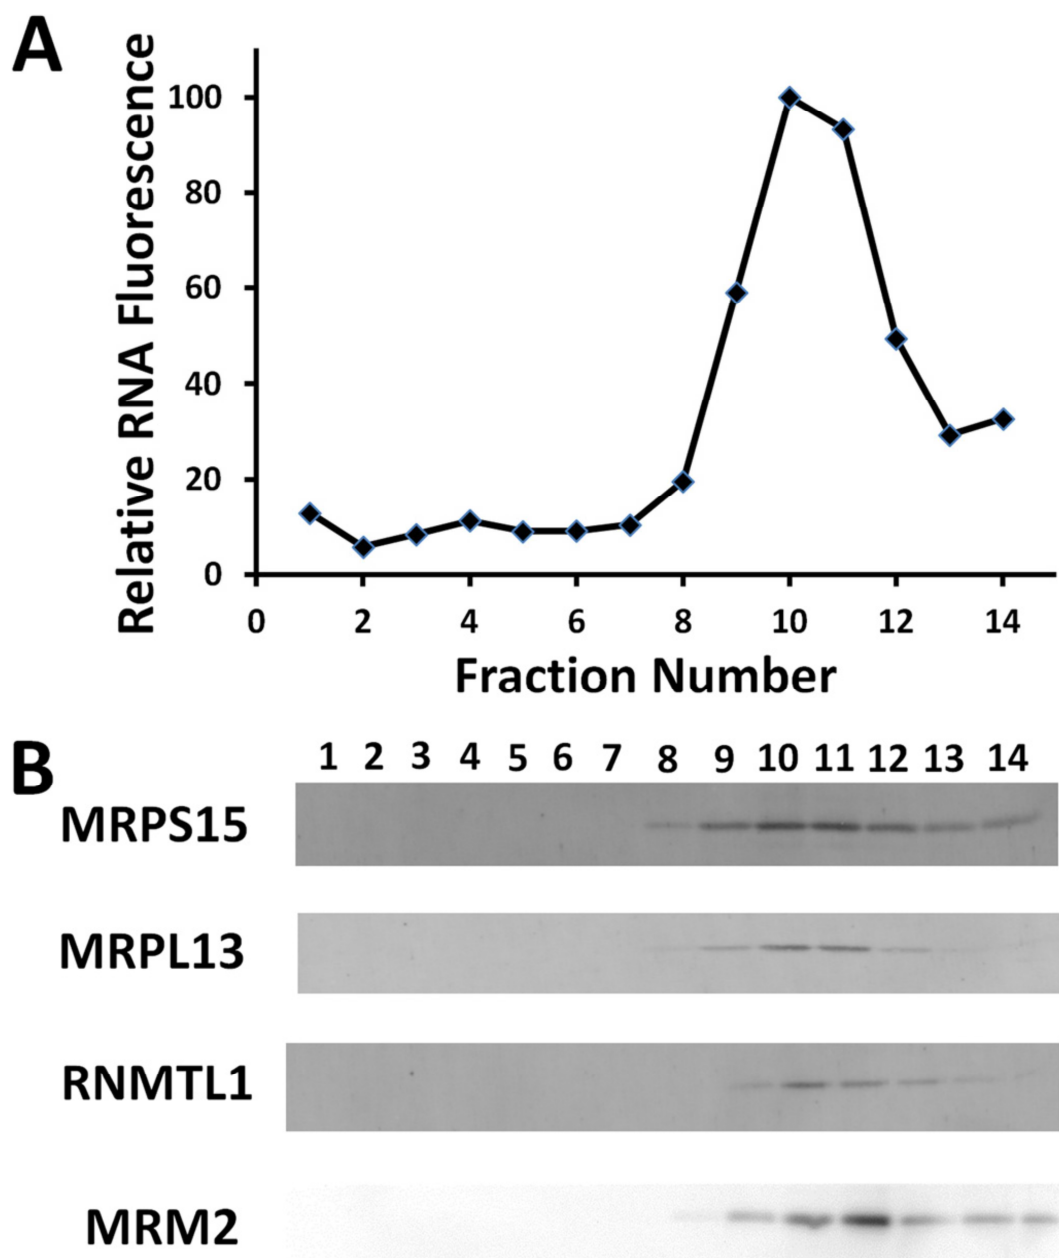 A
Relative RNA Fluorescence
100
80
60
40
20
0
0 2 4 6 8 10 12 14
Fraction Number
B
1 2 3 4 5 6 7 8 9 10 11 12 13 14
MRPS15
MRPL13
RNMTL1
MRM2